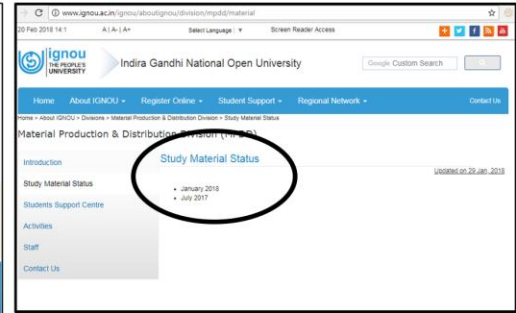 www.ignou.ac.in/ignou/aboutignou/division/mpdd/material
20 Feb 2018 14:1 A | A- | A+ Select Language | ▼ Screen Reader Access
ignou
THE PEOPLE'S
UNIVERSITY
Indira Gandhi National Open University
Google Custom Search
Home About IGNOU Register Online Student Support Regional Network Contact Us
Home > About IGNOU > Divisions > Material Production & Distribution Division > Study Material Status
Material Production & Distribution Division (MPDD)
Introduction
Study Material Status
Students Support Centre
Activities
Staff
Contact Us
Study Material Status
Updated on 29 Jan, 2018
• January 2018
• July 2017